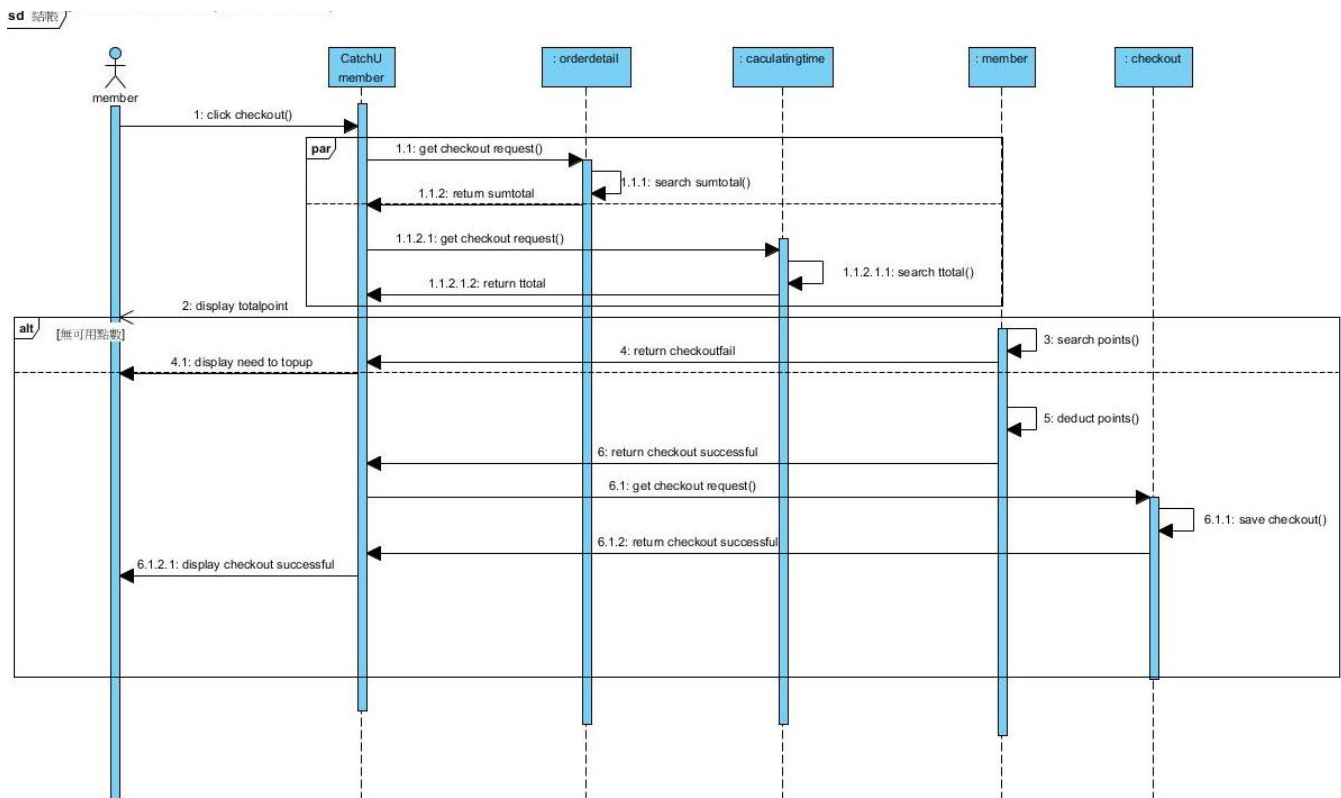 sd 結帳
member
CatchU
member
: orderdetail
: caculatingtime
: member
: checkout
1: click checkout()
par
1.1: get checkout request()
1.1.1: search sumtotal()
1.1.2: return sumtotal
1.1.2.1: get checkout request()
1.1.2.1.1: search ttotal()
1.1.2.1.2: return ttotal
2: display totalpoint
alt
[無可用點數]
3: search points()
4: return checkoutfail
4.1: display need to topup
5: deduct points()
6: return checkout successful
6.1: get checkout request()
6.1.1: save checkout()
6.1.2: return checkout successful
6.1.2.1: display checkout successful